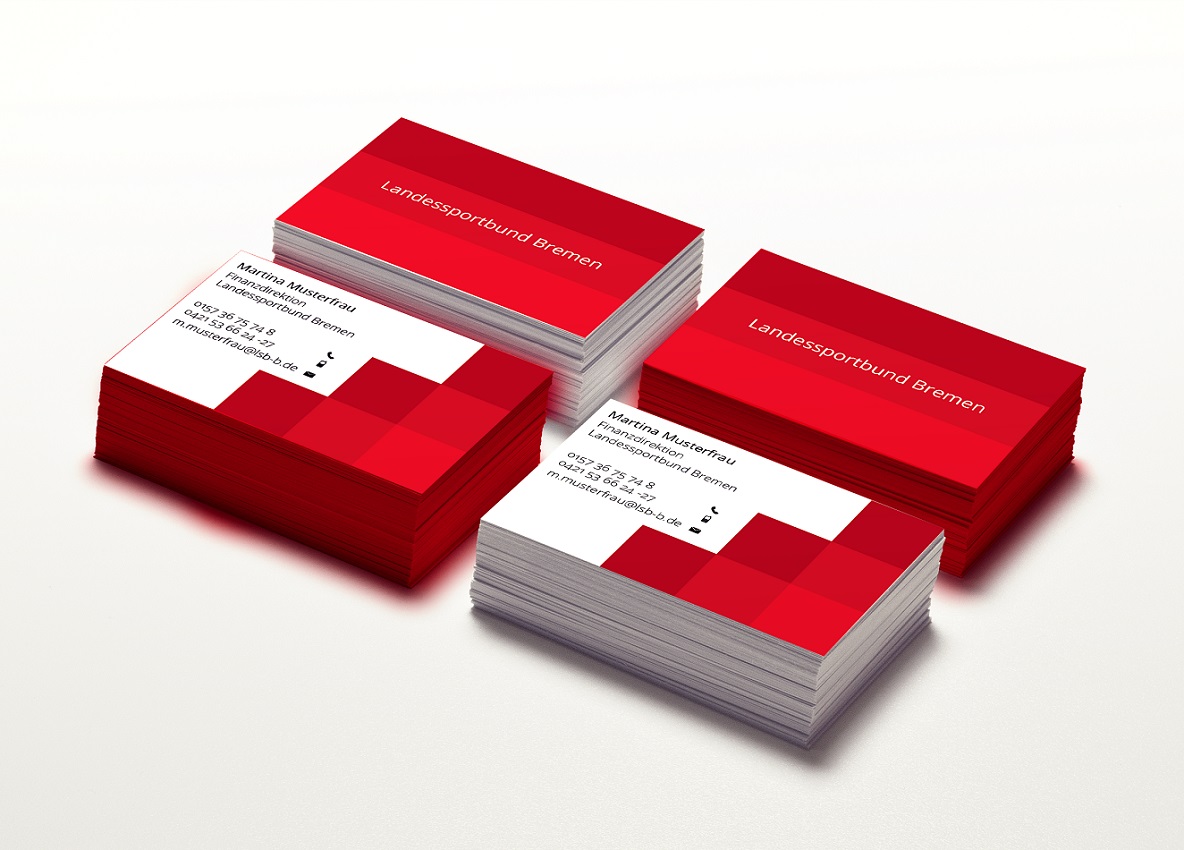 Landessportbund Bremen
Martina Musterfrau
Finanzdirektion
Landessportbund Bremen
0157 36 75 74 8
0421 53 66 24 -27
m.musterfrau@lsb-b.de
Landessportbund Bremen
Martina Musterfrau
Finanzdirektion
Landessportbund Bremen
0157 36 75 74 8
0421 53 66 24 -27
m.musterfrau@lsb-b.de